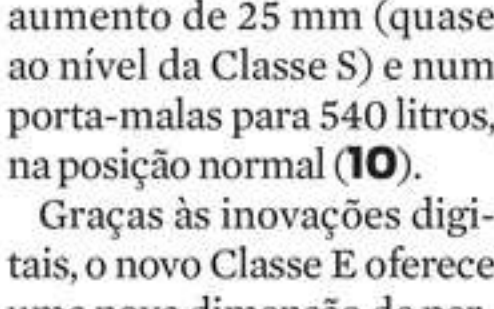 aumento de 25 mm (quase
ao nível da Classe S) e num
porta-malas para 540 litros,
na posição normal (10).
Graças às inovações digi-
tais, o novo Classe E oferece